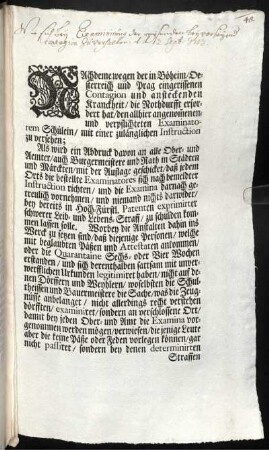 NAchdeme wegen der in Böheim/Oe-
sterreich und Prag eingerissenen
Contagion und ansteckenden
Kranckheit/ die Nothdurfft erfor-
dert hat/den allhier angenommenen
und verpflichteten Examinato-
rem Schülein/ mit einer zulänglichen Instruction
zu versehen;
Als wird ein Abdruck davon an alle Ober- und
Aemter/auch Burgermeistere und Rath in Städten
und Märckten/mit der Auflage geschicket/daß jedem
Orts die bestellte Examinatores sich nach bemeldter
Instruction richten/ und die Examina darnach ge-
treulich vornehmen/ und niemand nichts darwider/
bey bereits in Hoch-Fürstl. Patenten exprimirter
schwerer Leib- und Lebens-Straff/ zu schulden kom-
men lassen solle. Worben die Anstalten dahin ins
Werck zu setzen sind/daß diejenige Personen/ welche
mit beglaubten Päßen und Attestaten ankommen/
oder die Quarantaine Sechs- oder Vier Wochen
erstanden/ und sich derenthalben sattsam mit unver-
werfflichen Urkunden legitimiret haben/nicht auf de-
nen Dörffern und Weyhlern/ woselbsten die Schul-
theissen und Bauermeistere die Sache/was die Zeug-
nüsse anbelanget/ nicht allerdings recht verstehen
dörfften/ examiniret/ sondern an verschlossene Ort/
damit bey jeden Ober- und Amt die Examina vor-
genommen werden mögen/verwiesen/die jenige Leute
aber die keine Päße oder Feden vorlegen können/gar
nicht passiret/ sondern bey denen determinirten
Straffen